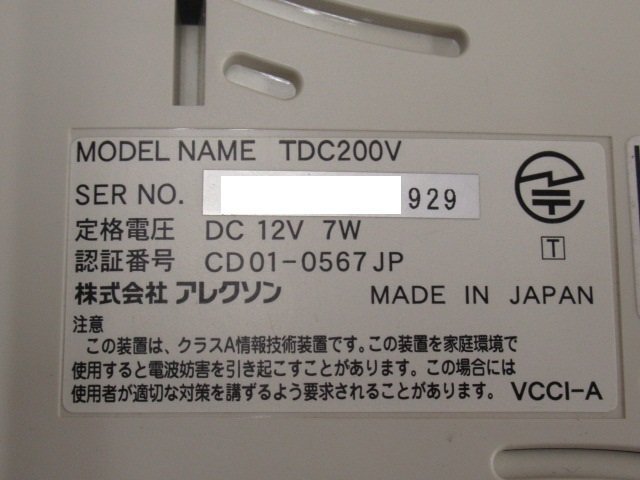 MODEL NAME TDC200V
SER NO. 929
定格電圧 DC 12V 7W
認証番号 CD01-0567JP
T
株式会社 アレクソン MADE IN JAPAN
注意
この装置は、クラスA情報技術装置です。この装置を家庭環境で
使用すると電波妨害を引き起こすことがあります。この場合には
使用者が適切な対策を講ずるよう要求されることがあります。 VCCI-A